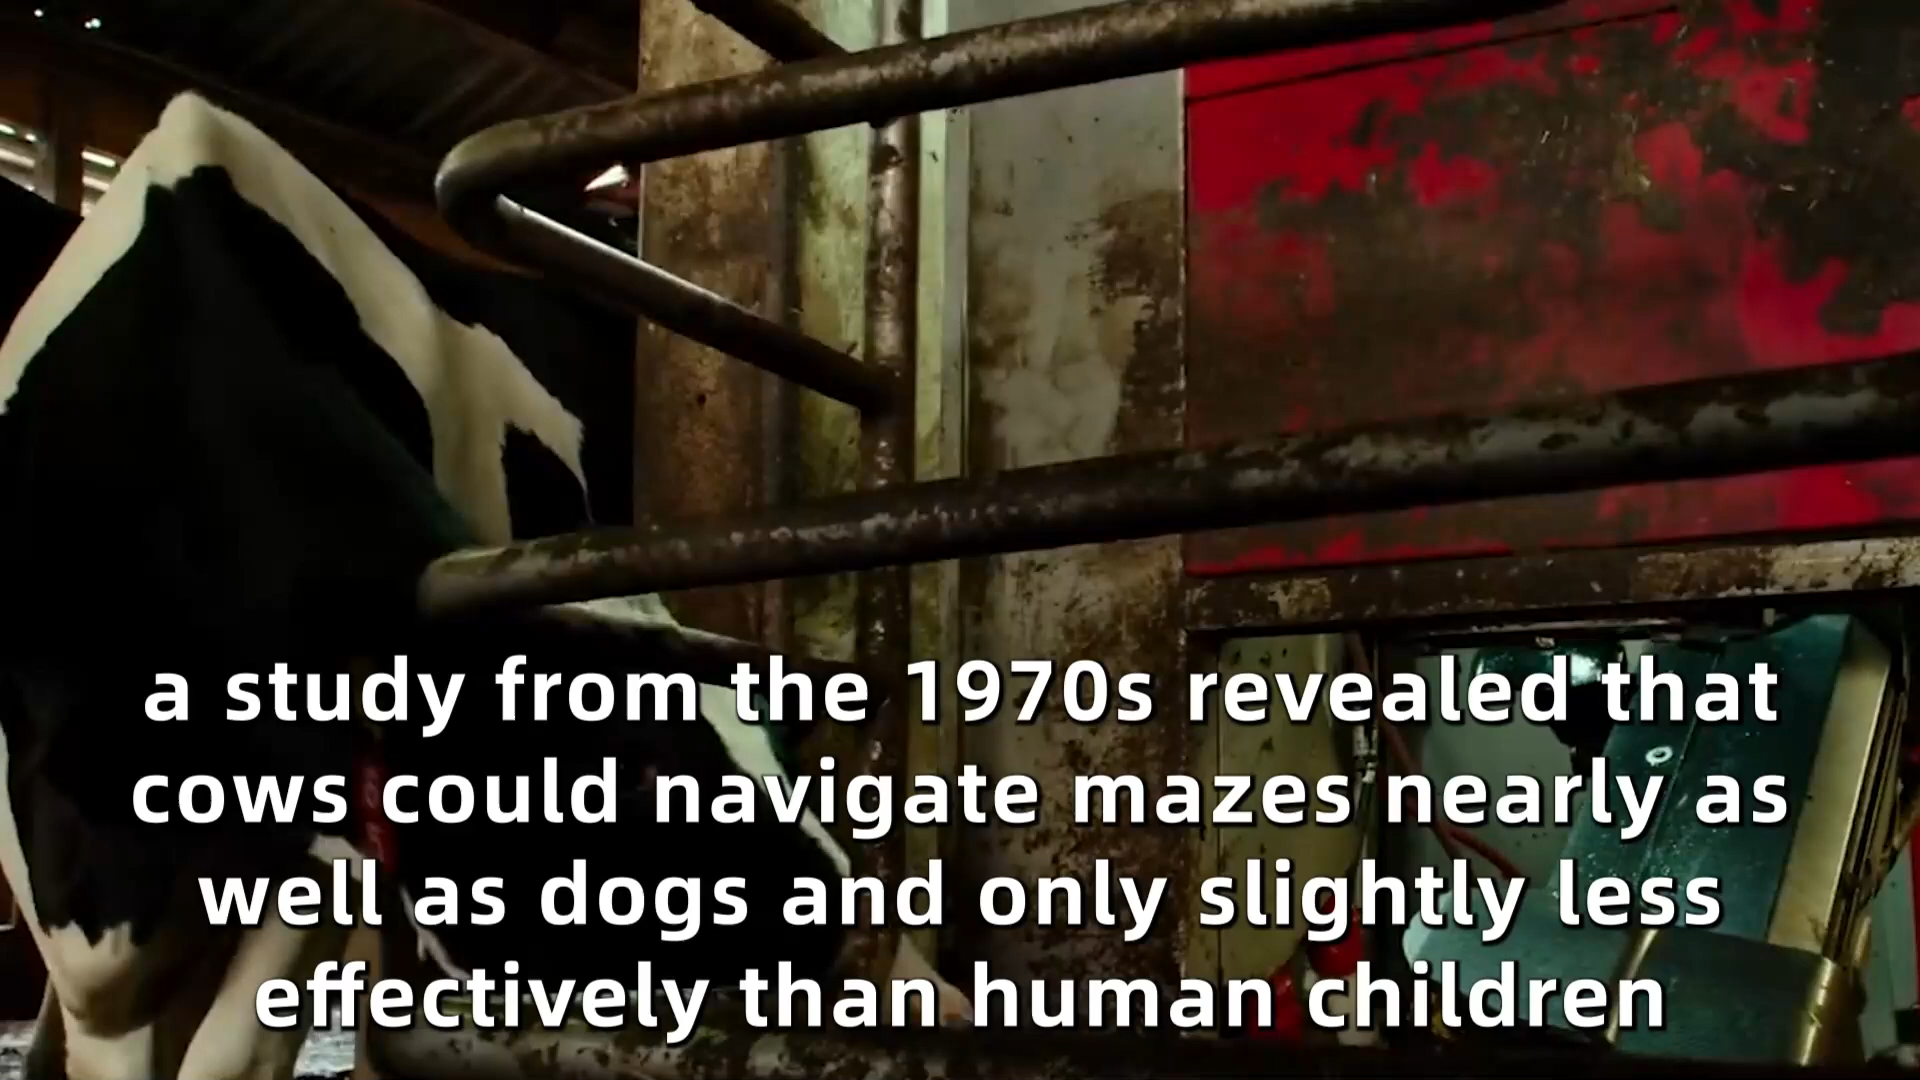 a study from the 1970s revealed that
cows could navigate mazes nearly as
well as dogs and only slightly less
effectively than human children